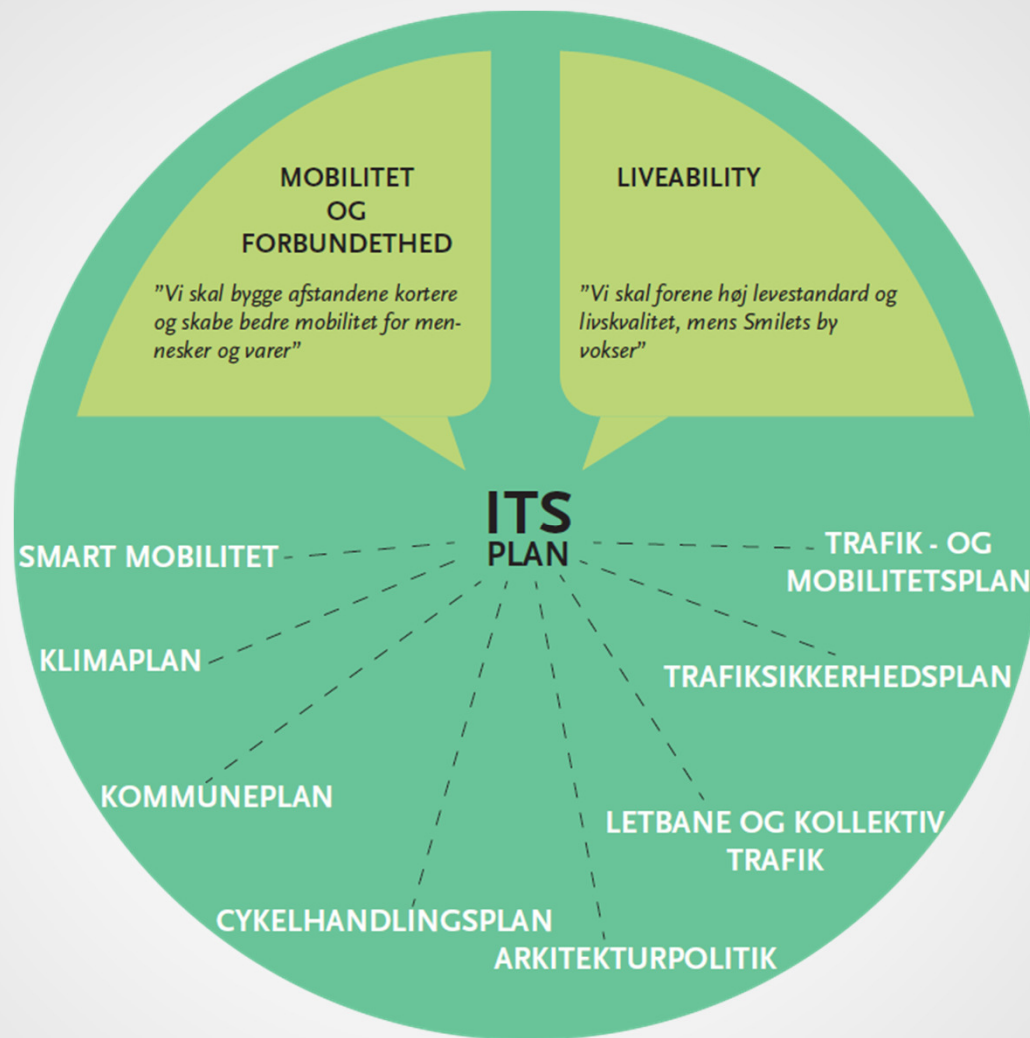 MOBILITET
OG
FORBUNDETHED
”Vi skal bygge afstandene kortere
og skabe bedre mobilitet for men-
nesker og varer”
LIVEABILITY
”Vi skal forene høj levestandard og
livskvalitet, mens Smilets by
vokser”
ITS
PLAN
SMART MOBILITET
KLIMAPLAN
KOMMUNEPLAN
CYKELHANDLINGSPLAN
ARKITEKTURPOLITIK
LETBANE OG KOLLEKTIV
TRAFIK
TRAFIKSIKKERHEDSPLAN
TRAFIK - OG
MOBILITETSPLAN